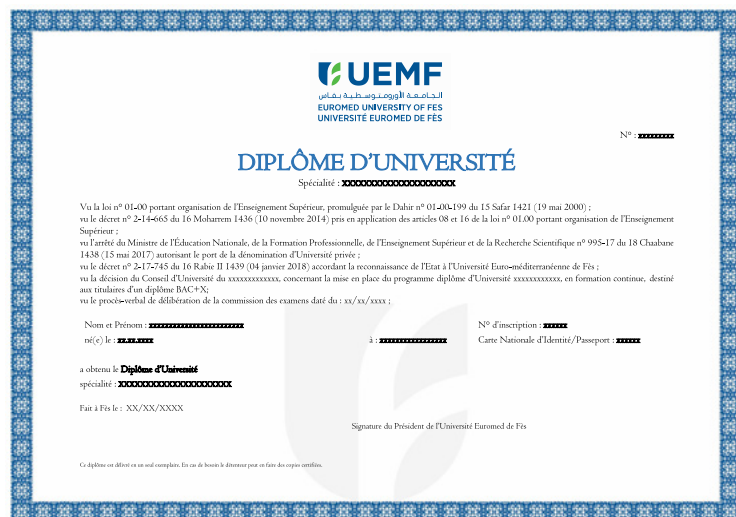 UEMF
الجامعة الأورومتوسطية بفاس
EUROMED UNIVERSITY OF FES
UNIVERSITÉ EUROMED DE FÈS
Nº : xxxxxxxxx
DIPLÔME D'UNIVERSITÉ
Spécialité : xxxxxxxxxxxxxxxxxxxxxx
Vu la loi nº 01-00 portant organisation de l'Enseignement Supérieur, promulguée par le Dahir nº 01-00-199 du 15 Safar 1421 (19 mai 2000) ;
vu le décret nº 2-14-665 du 16 Moharrem 1436 (10 novembre 2014) pris en application des articles 08 et 16 de la loi nº 01.00 portant organisation de l'Enseignement
Supérieur ;
vu l'arrêté du Ministre de l'Éducation Nationale, de la Formation Professionnelle, de l'Enseignement Supérieur et de la Recherche Scientifique nº 995-17 du 18 Chaabane
1438 (15 mai 2017) autorisant le port de la dénomination d'Université privée ;
vu le décret nº 2-17-745 du 16 Rabie II 1439 (04 janvier 2018) accordant la reconnaissance de l'Etat à l'Université Euro-méditerranéenne de Fès ;
vu la décision du Conseil d'Université du xxxxxxxxxxxxx, concernant la mise en place du programme diplôme d'Université xxxxxxxxxxxx, en formation continue, destiné
aux titulaires d'un diplôme BAC+X;
vu le procès-verbal de délibération de la commission des examens daté du : xx/xx/xxxx ;
Nom et Prénom : xxxxxxxxxxxxxxxxxxxxxxxx Nº d'inscription : xxxxxx
né(e) le : xx.xx.xxxx à : xxxxxxxxxxxxxxxxx Carte Nationale d'Identité/Passeport : xxxxxx
a obtenu le Diplôme d'Université
spécialité : XXXXXXXXXXXXXXXXXXXXXX
Fait à Fès le : XX/XX/XXXX
Signature du Président de l'Université Euromed de Fès
Ce diplôme est délivré en un seul exemplaire. En cas de besoin le détenteur peut en faire des copies certifiées.